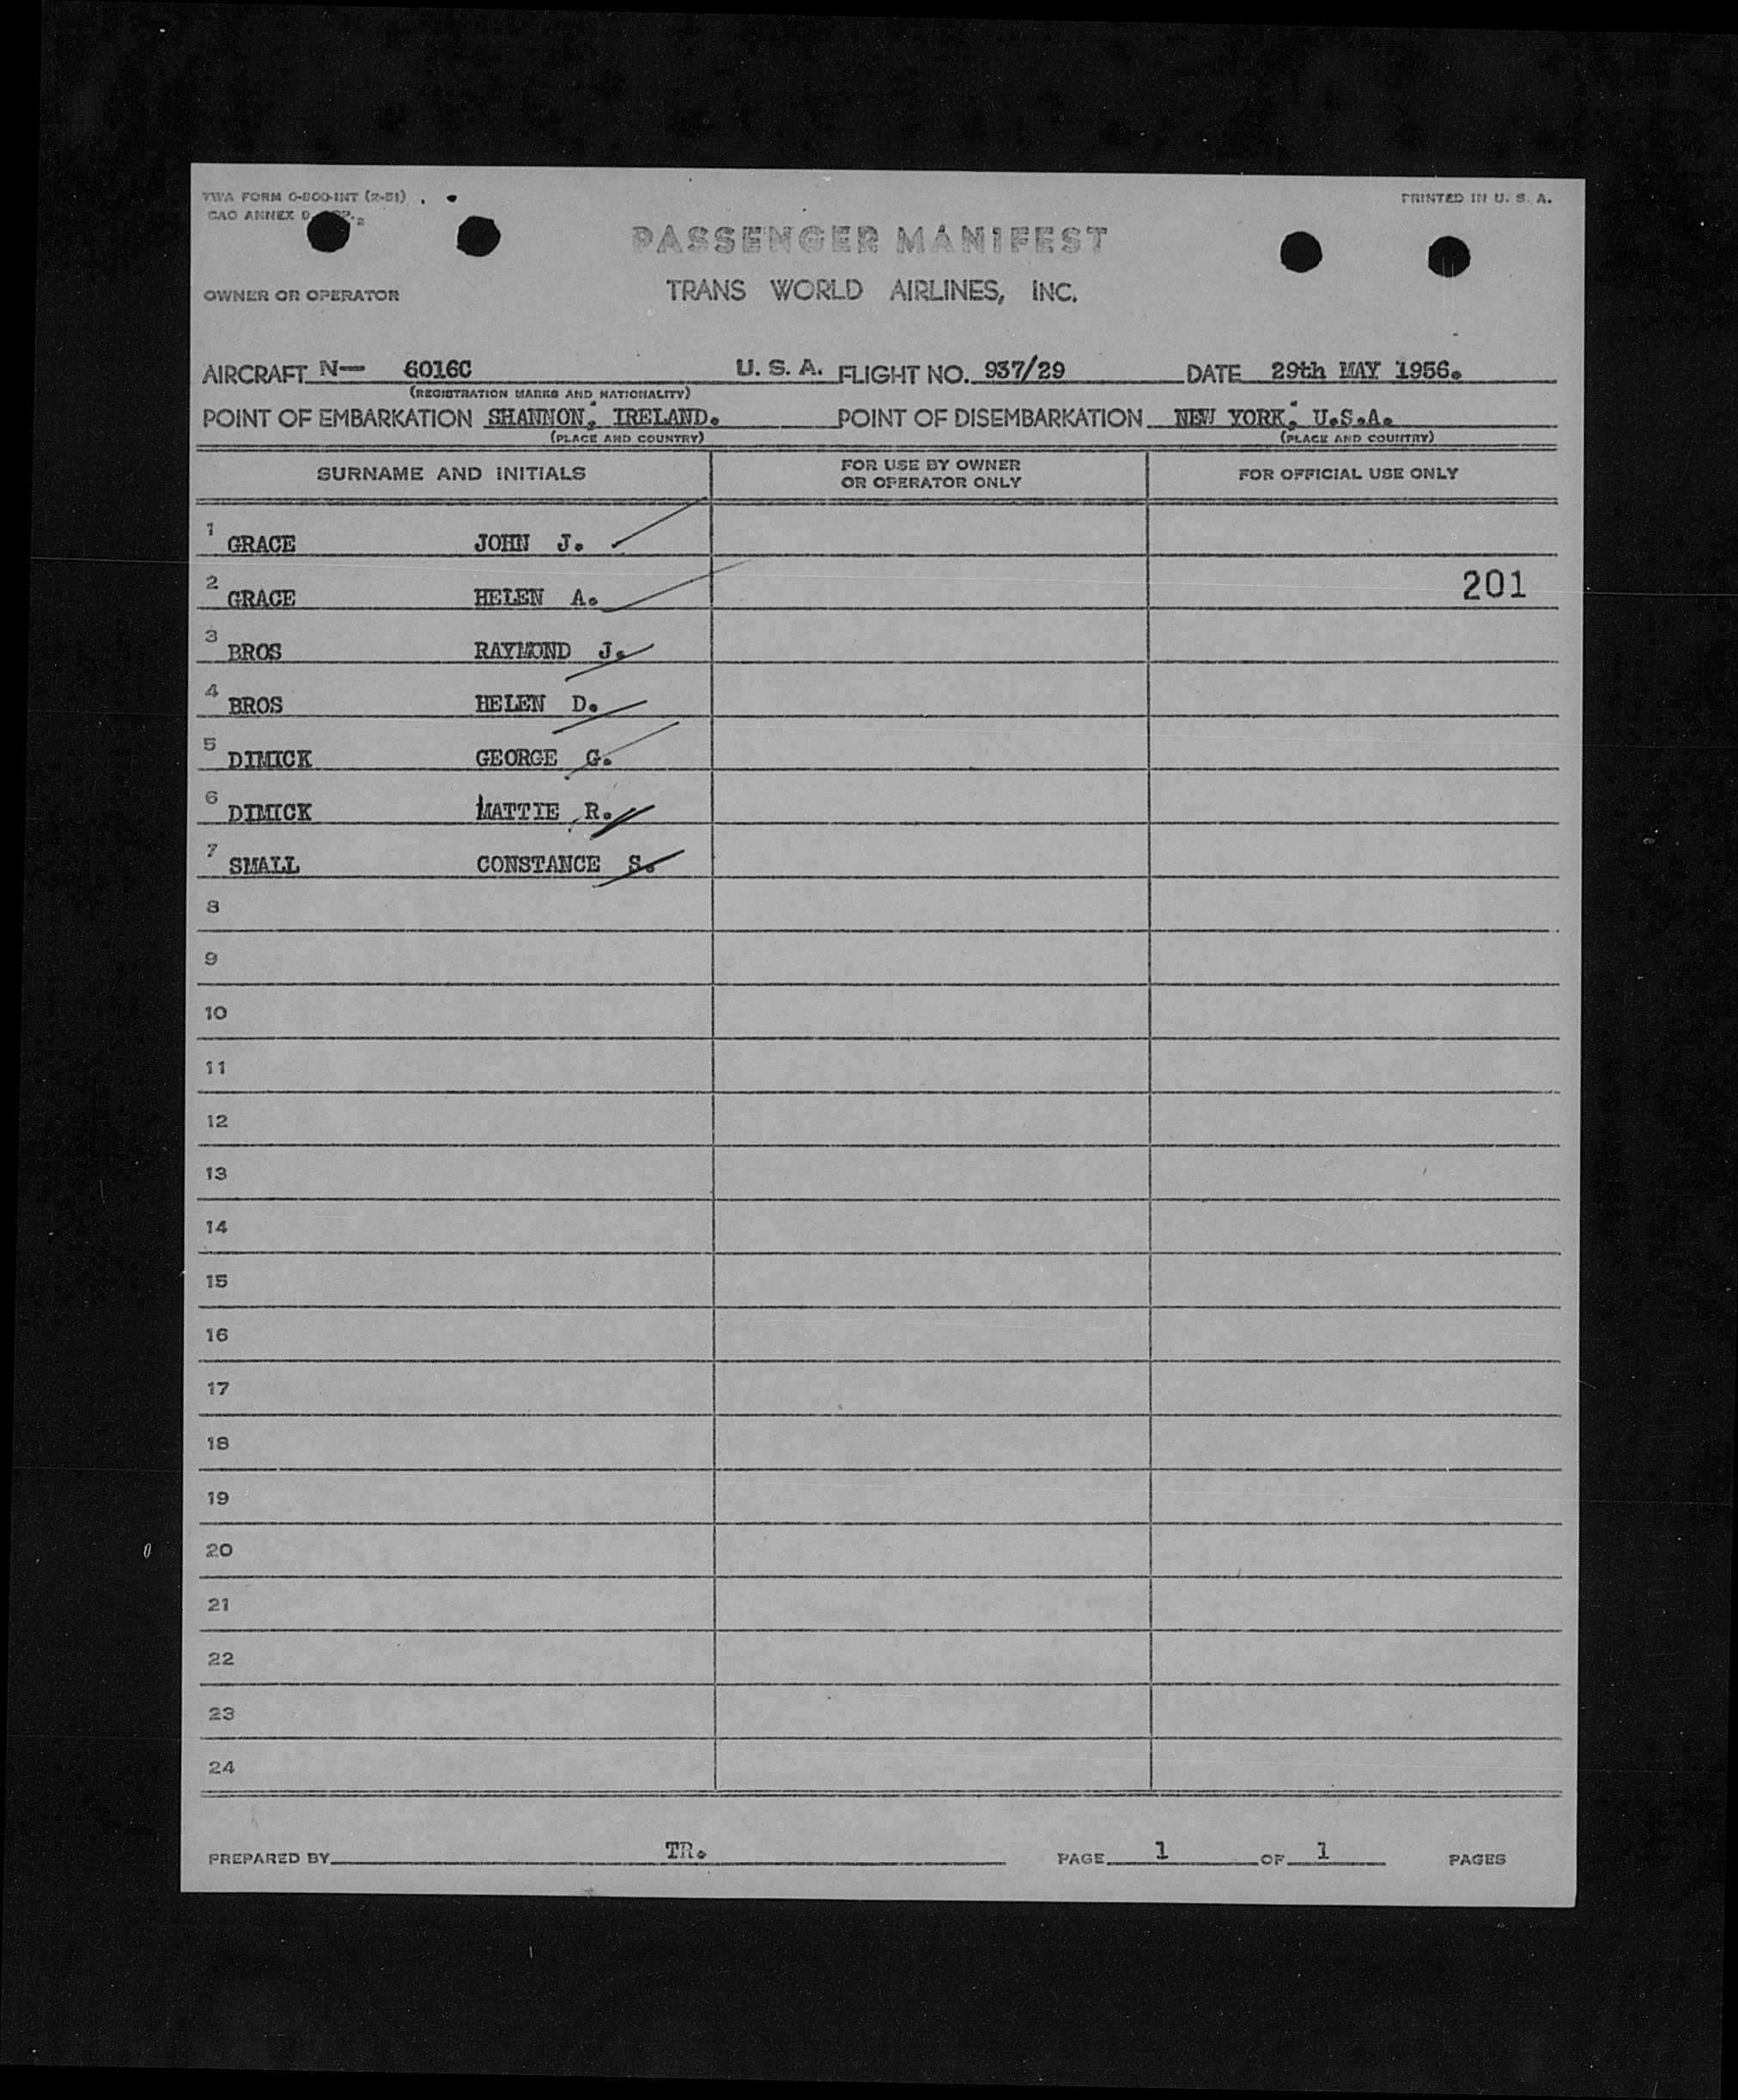 TWA FORM O-800-INT (2-51)
PRINTED IN U. S. A.
CAO ANNEX 9
PASSENGER MANIFEST
OWNER OR OPERATOR
TRANS WORLD AIRLINES, INC.
AIRCRAFT N— 6016C U. S. A. FLIGHT NO. 937/29 DATE 29th MAY 1956.
(REGISTRATION MARKS AND NATIONALITY)
POINT OF EMBARKATION SHANNON, IRELAND. POINT OF DISEMBARKATION NEW YORK, U.S.A.
(PLACE AND COUNTRY) (PLACE AND COUNTRY)
SURNAME AND INITIALS FOR USE BY OWNER OR OPERATOR ONLY FOR OFFICIAL USE ONLY
1 GRACE JOHN J.
2 GRACE HELEN A. 201
3 BROS RAYMOND J.
4 BROS HELEN D.
5 DIMICK GEORGE G.
6 DIMICK MATTIE R.
7 SMALL CONSTANCE S.
8
9
10
11
12
13
14
15
16
17
18
19
20
21
22
23
24
PREPARED BY TR. PAGE 1 OF 1 PAGES